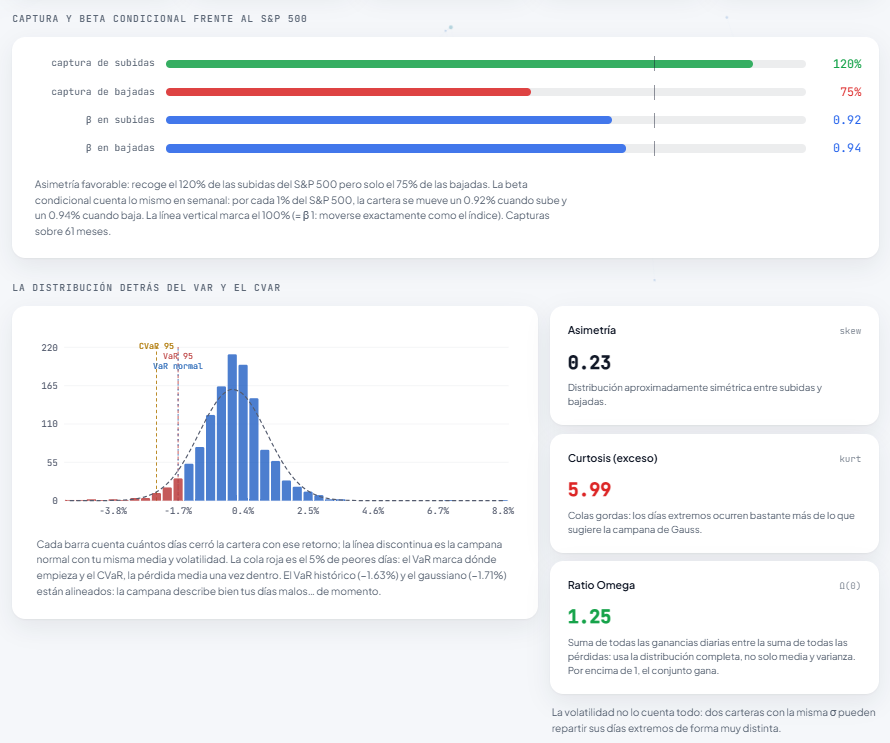 CAPTURA Y BETA CONDICIONAL FRENTE AL S&P 500
captura de subidas 120%
captura de bajadas 75%
β en subidas 0.92
β en bajadas 0.94
Asimetría favorable: recoge el 120% de las subidas del S&P 500 pero solo el 75% de las bajadas. La beta
condicional cuenta lo mismo en semanal: por cada 1% del S&P 500, la cartera se mueve un 0.92% cuando sube y
un 0.94% cuando baja. La línea vertical marca el 100% (= β 1: moverse exactamente como el índice). Capturas
sobre 61 meses.
LA DISTRIBUCIÓN DETRÁS DEL VAR Y EL CVAR
CVaR 95
VaR 95
VaR normal
220
165
110
55
0
-3.8% -1.7% 0.4% 2.5% 4.6% 6.7% 8.8%
Cada barra cuenta cuántos días cerró la cartera con ese retorno; la línea discontinua es la campana
normal con tu misma media y volatilidad. La cola roja es el 5% de peores días: el VaR marca dónde
empieza y el CVaR, la pérdida media una vez dentro. El VaR histórico (−1.63%) y el gaussiano (−1.71%)
están alineados: la campana describe bien tus días malos... de momento.
Asimetría skew
0.23
Distribución aproximadamente simétrica entre subidas y
bajadas.
Curtosis (exceso) kurt
5.99
Colas gordas: los días extremos ocurren bastante más de lo que
sugiere la campana de Gauss.
Ratio Omega Ω(0)
1.25
Suma de todas las ganancias diarias entre la suma de todas las
pérdidas: usa la distribución completa, no solo media y varianza.
Por encima de 1, el conjunto gana.
La volatilidad no lo cuenta todo: dos carteras con la misma σ pueden
repartir sus días extremos de forma muy distinta.